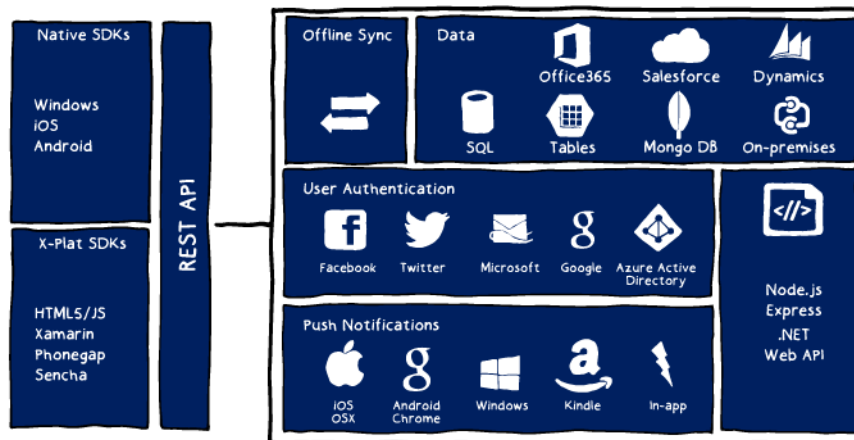 Native SDKs
Windows
iOS
Android
X-Plat SDKs
HTML5/JS
Xamarin
Phonegap
Sencha
REST API
Offline Sync
Data
Office365 Salesforce Dynamics
SQL Tables Mongo DB On-premises
User Authentication
Facebook Twitter Microsoft Google Azure Active
Directory
Push Notifications
iOS Android Windows Kindle In-app
OSX Chrome
</>
Node.js
Express
.NET
Web API